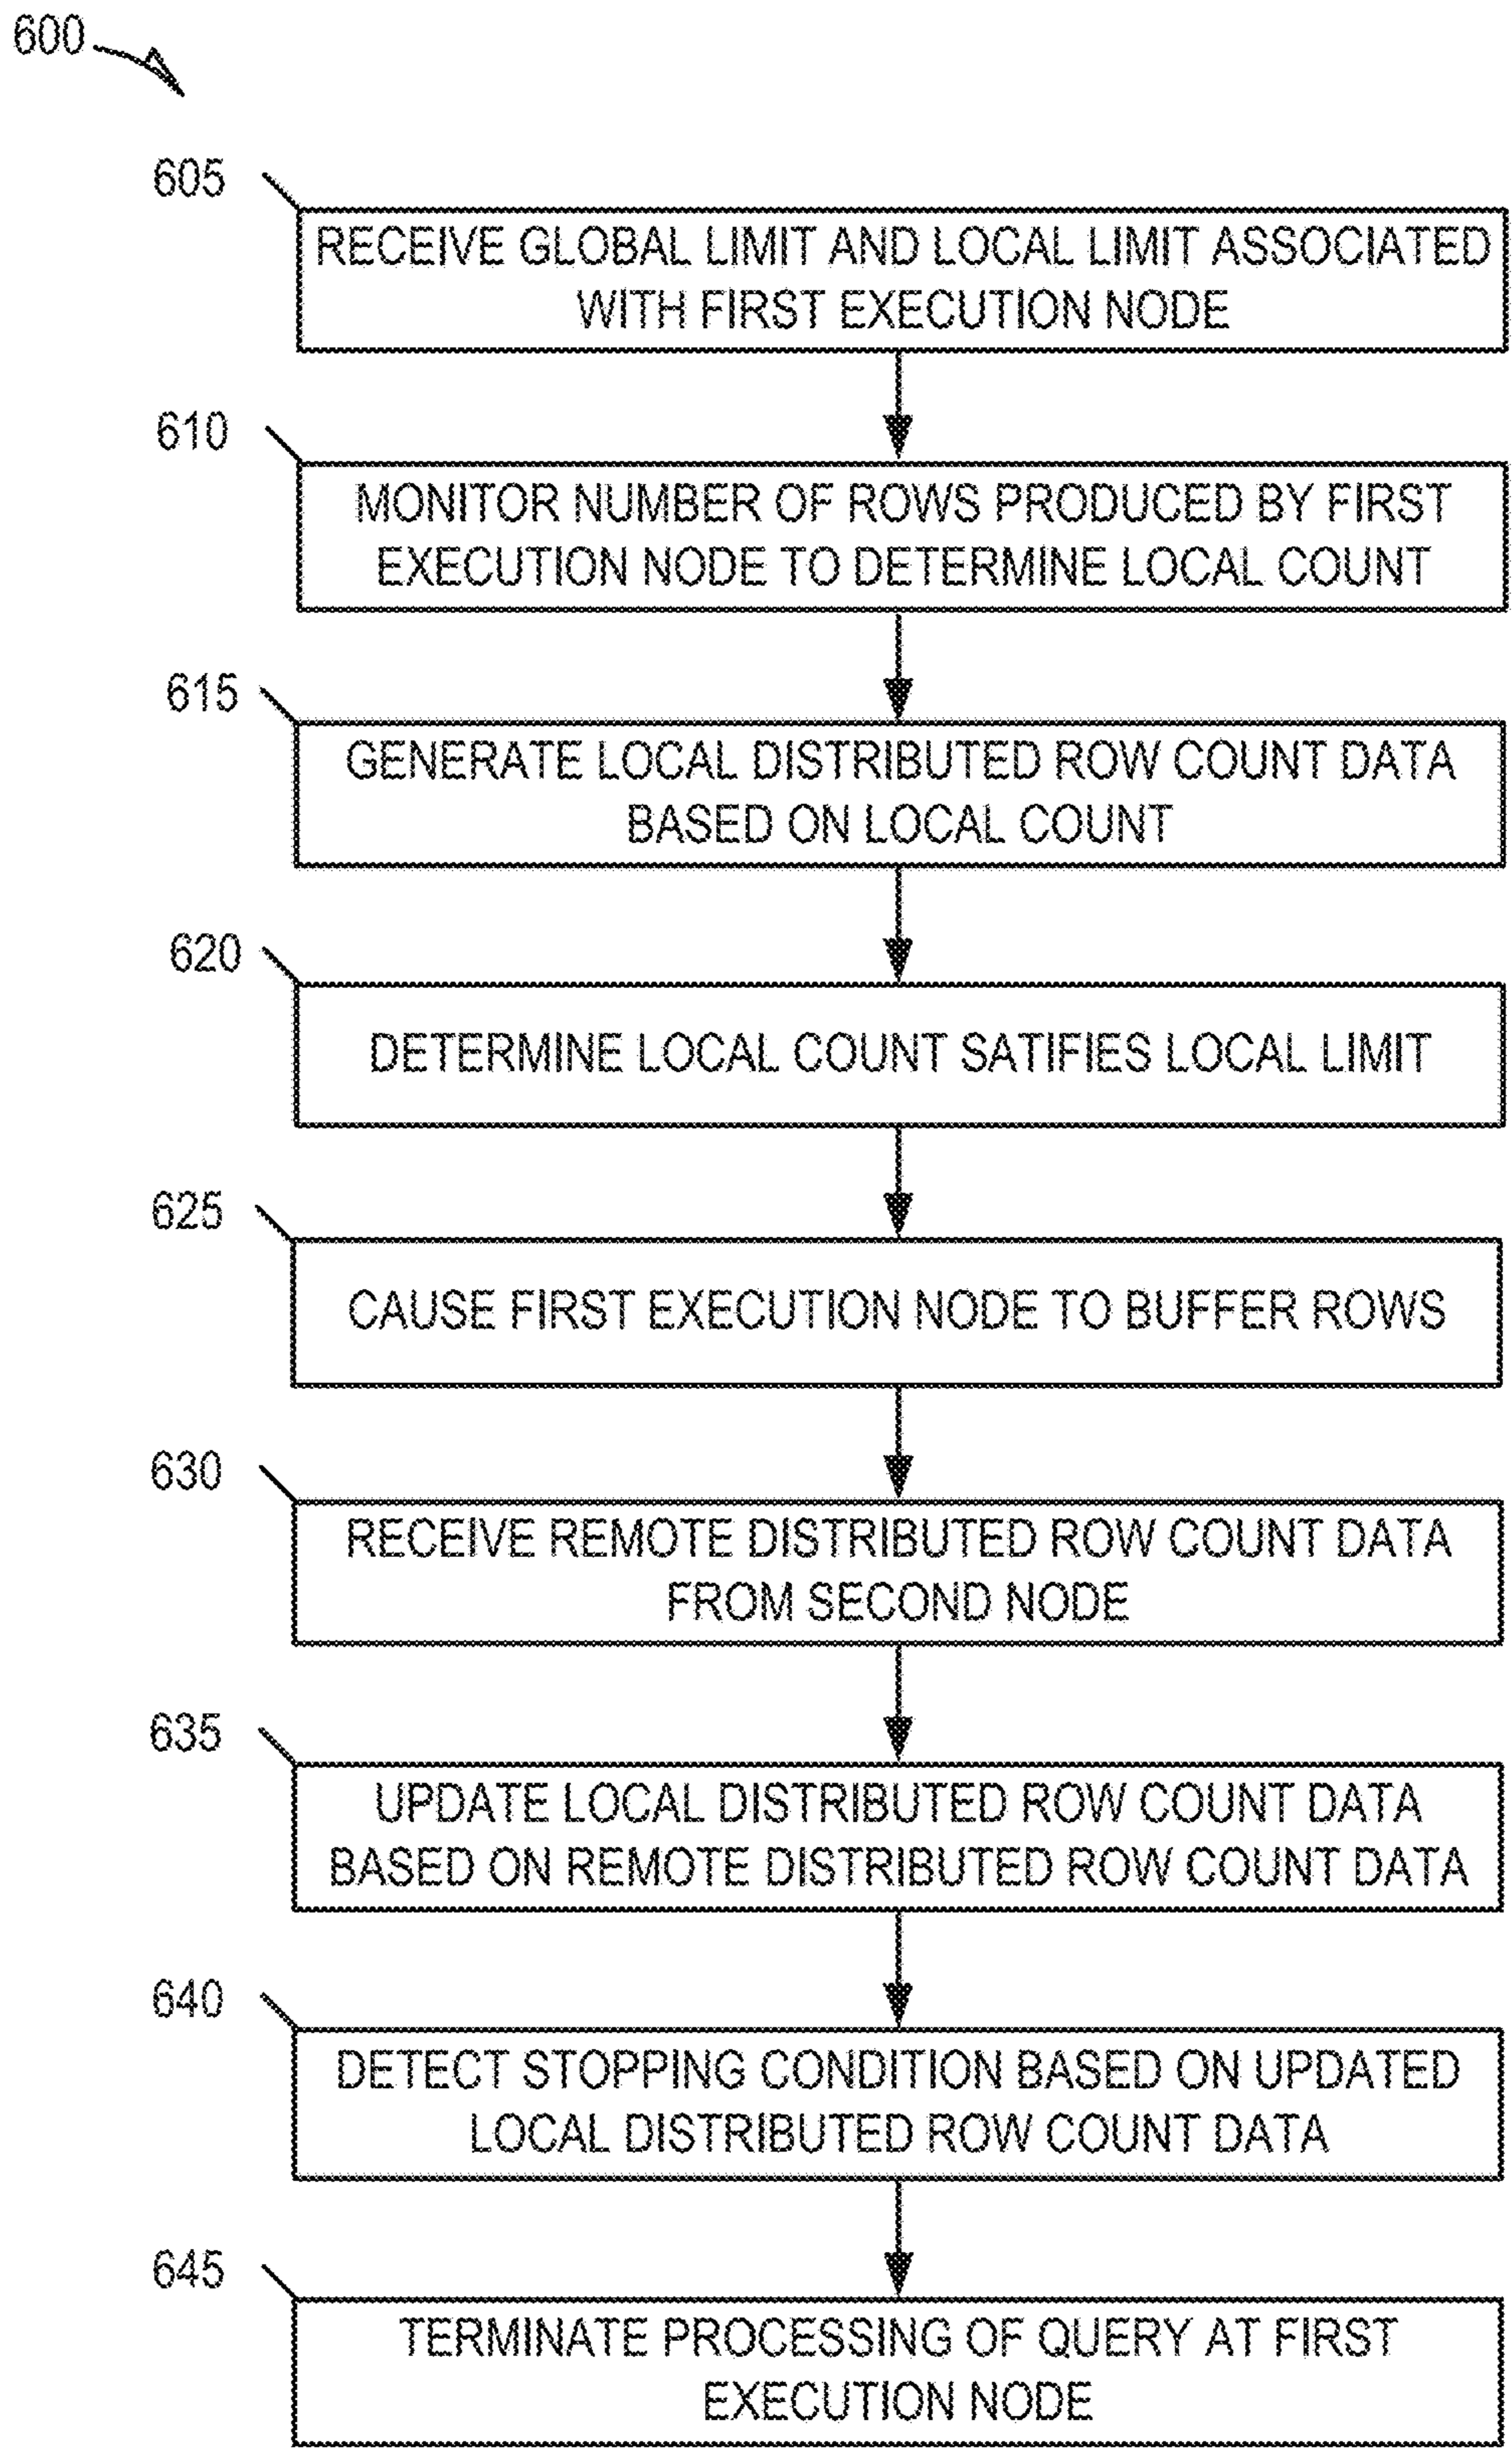 600
605
RECEIVE GLOBAL LIMIT AND LOCAL LIMIT ASSOCIATED
WITH FIRST EXECUTION NODE
610
MONITOR NUMBER OF ROWS PRODUCED BY FIRST
EXECUTION NODE TO DETERMINE LOCAL COUNT
615
GENERATE LOCAL DISTRIBUTED ROW COUNT DATA
BASED ON LOCAL COUNT
620
DETERMINE LOCAL COUNT SATIFIES LOCAL LIMIT
625
CAUSE FIRST EXECUTION NODE TO BUFFER ROWS
630
RECEIVE REMOTE DISTRIBUTED ROW COUNT DATA
FROM SECOND NODE
635
UPDATE LOCAL DISTRIBUTED ROW COUNT DATA
BASED ON REMOTE DISTRIBUTED ROW COUNT DATA
640
DETECT STOPPING CONDITION BASED ON UPDATED
LOCAL DISTRIBUTED ROW COUNT DATA
645
TERMINATE PROCESSING OF QUERY AT FIRST
EXECUTION NODE